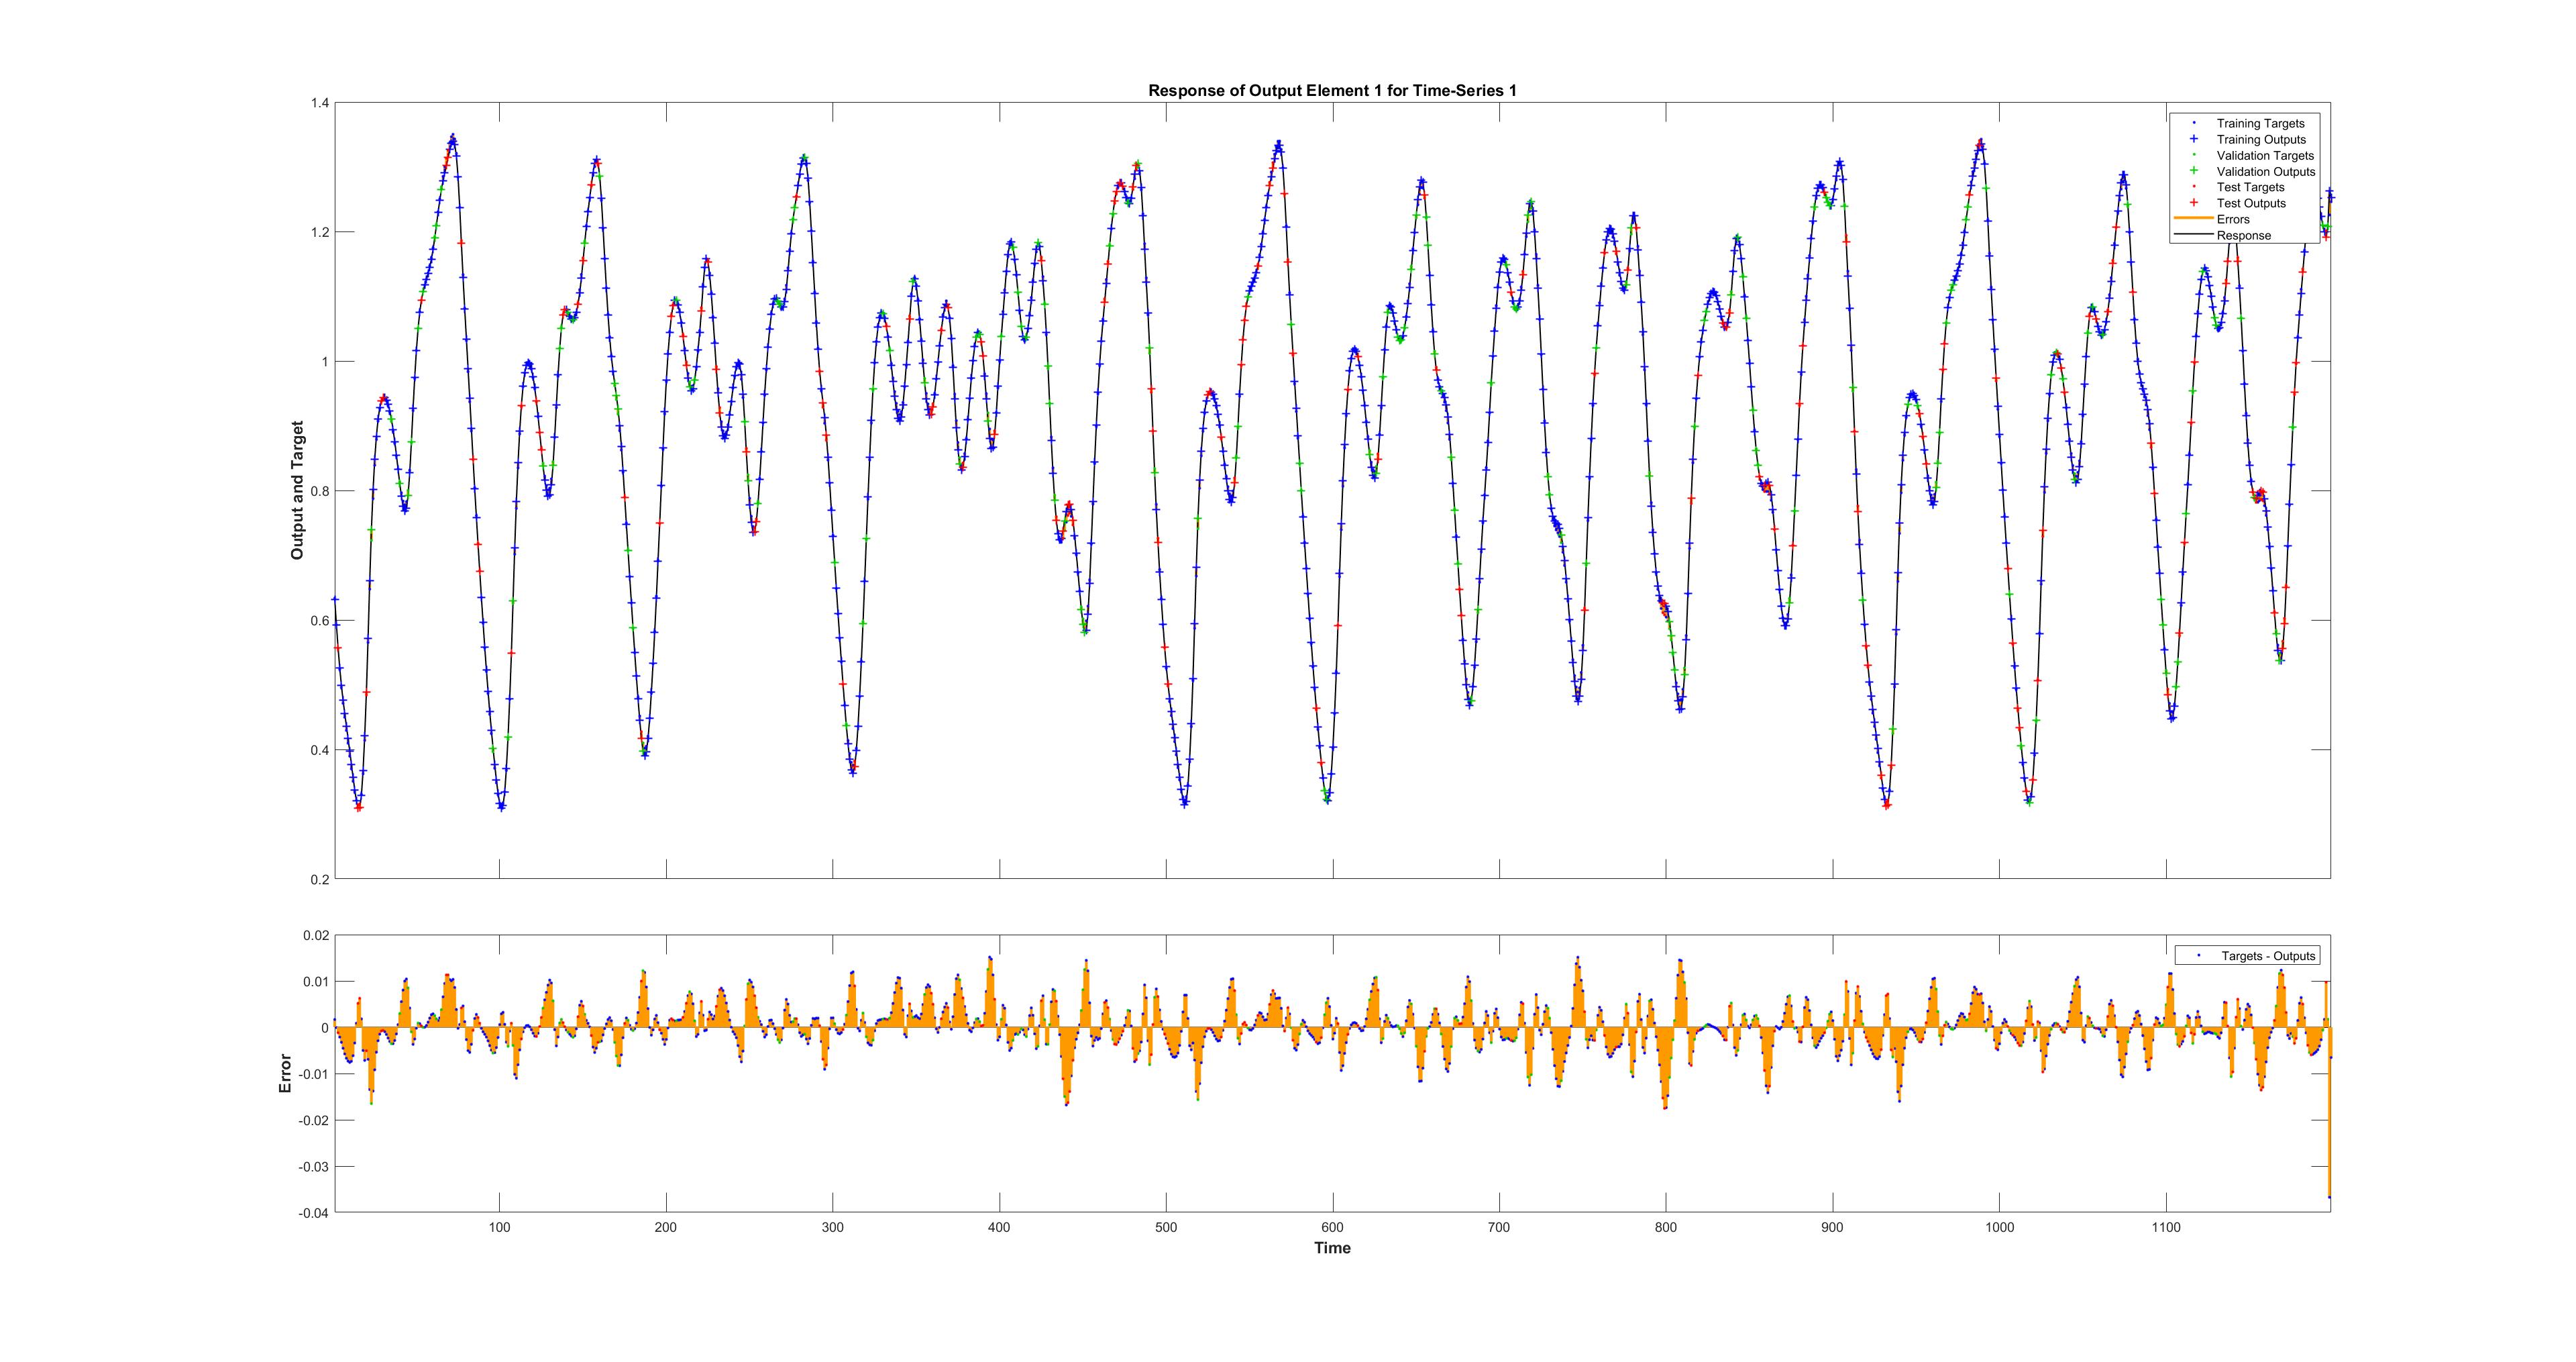 Response of Output Element 1 for Time-Series 1
1.4
1.2
1
0.8
0.6
0.4
0.2
Output and Target
Training Targets
Training Outputs
Validation Targets
Validation Outputs
Test Targets
Test Outputs
Errors
Response
0.02
0.01
0
-0.01
-0.02
-0.03
-0.04
Error
Targets - Outputs
100 200 300 400 500 600 700 800 900 1000 1100
Time